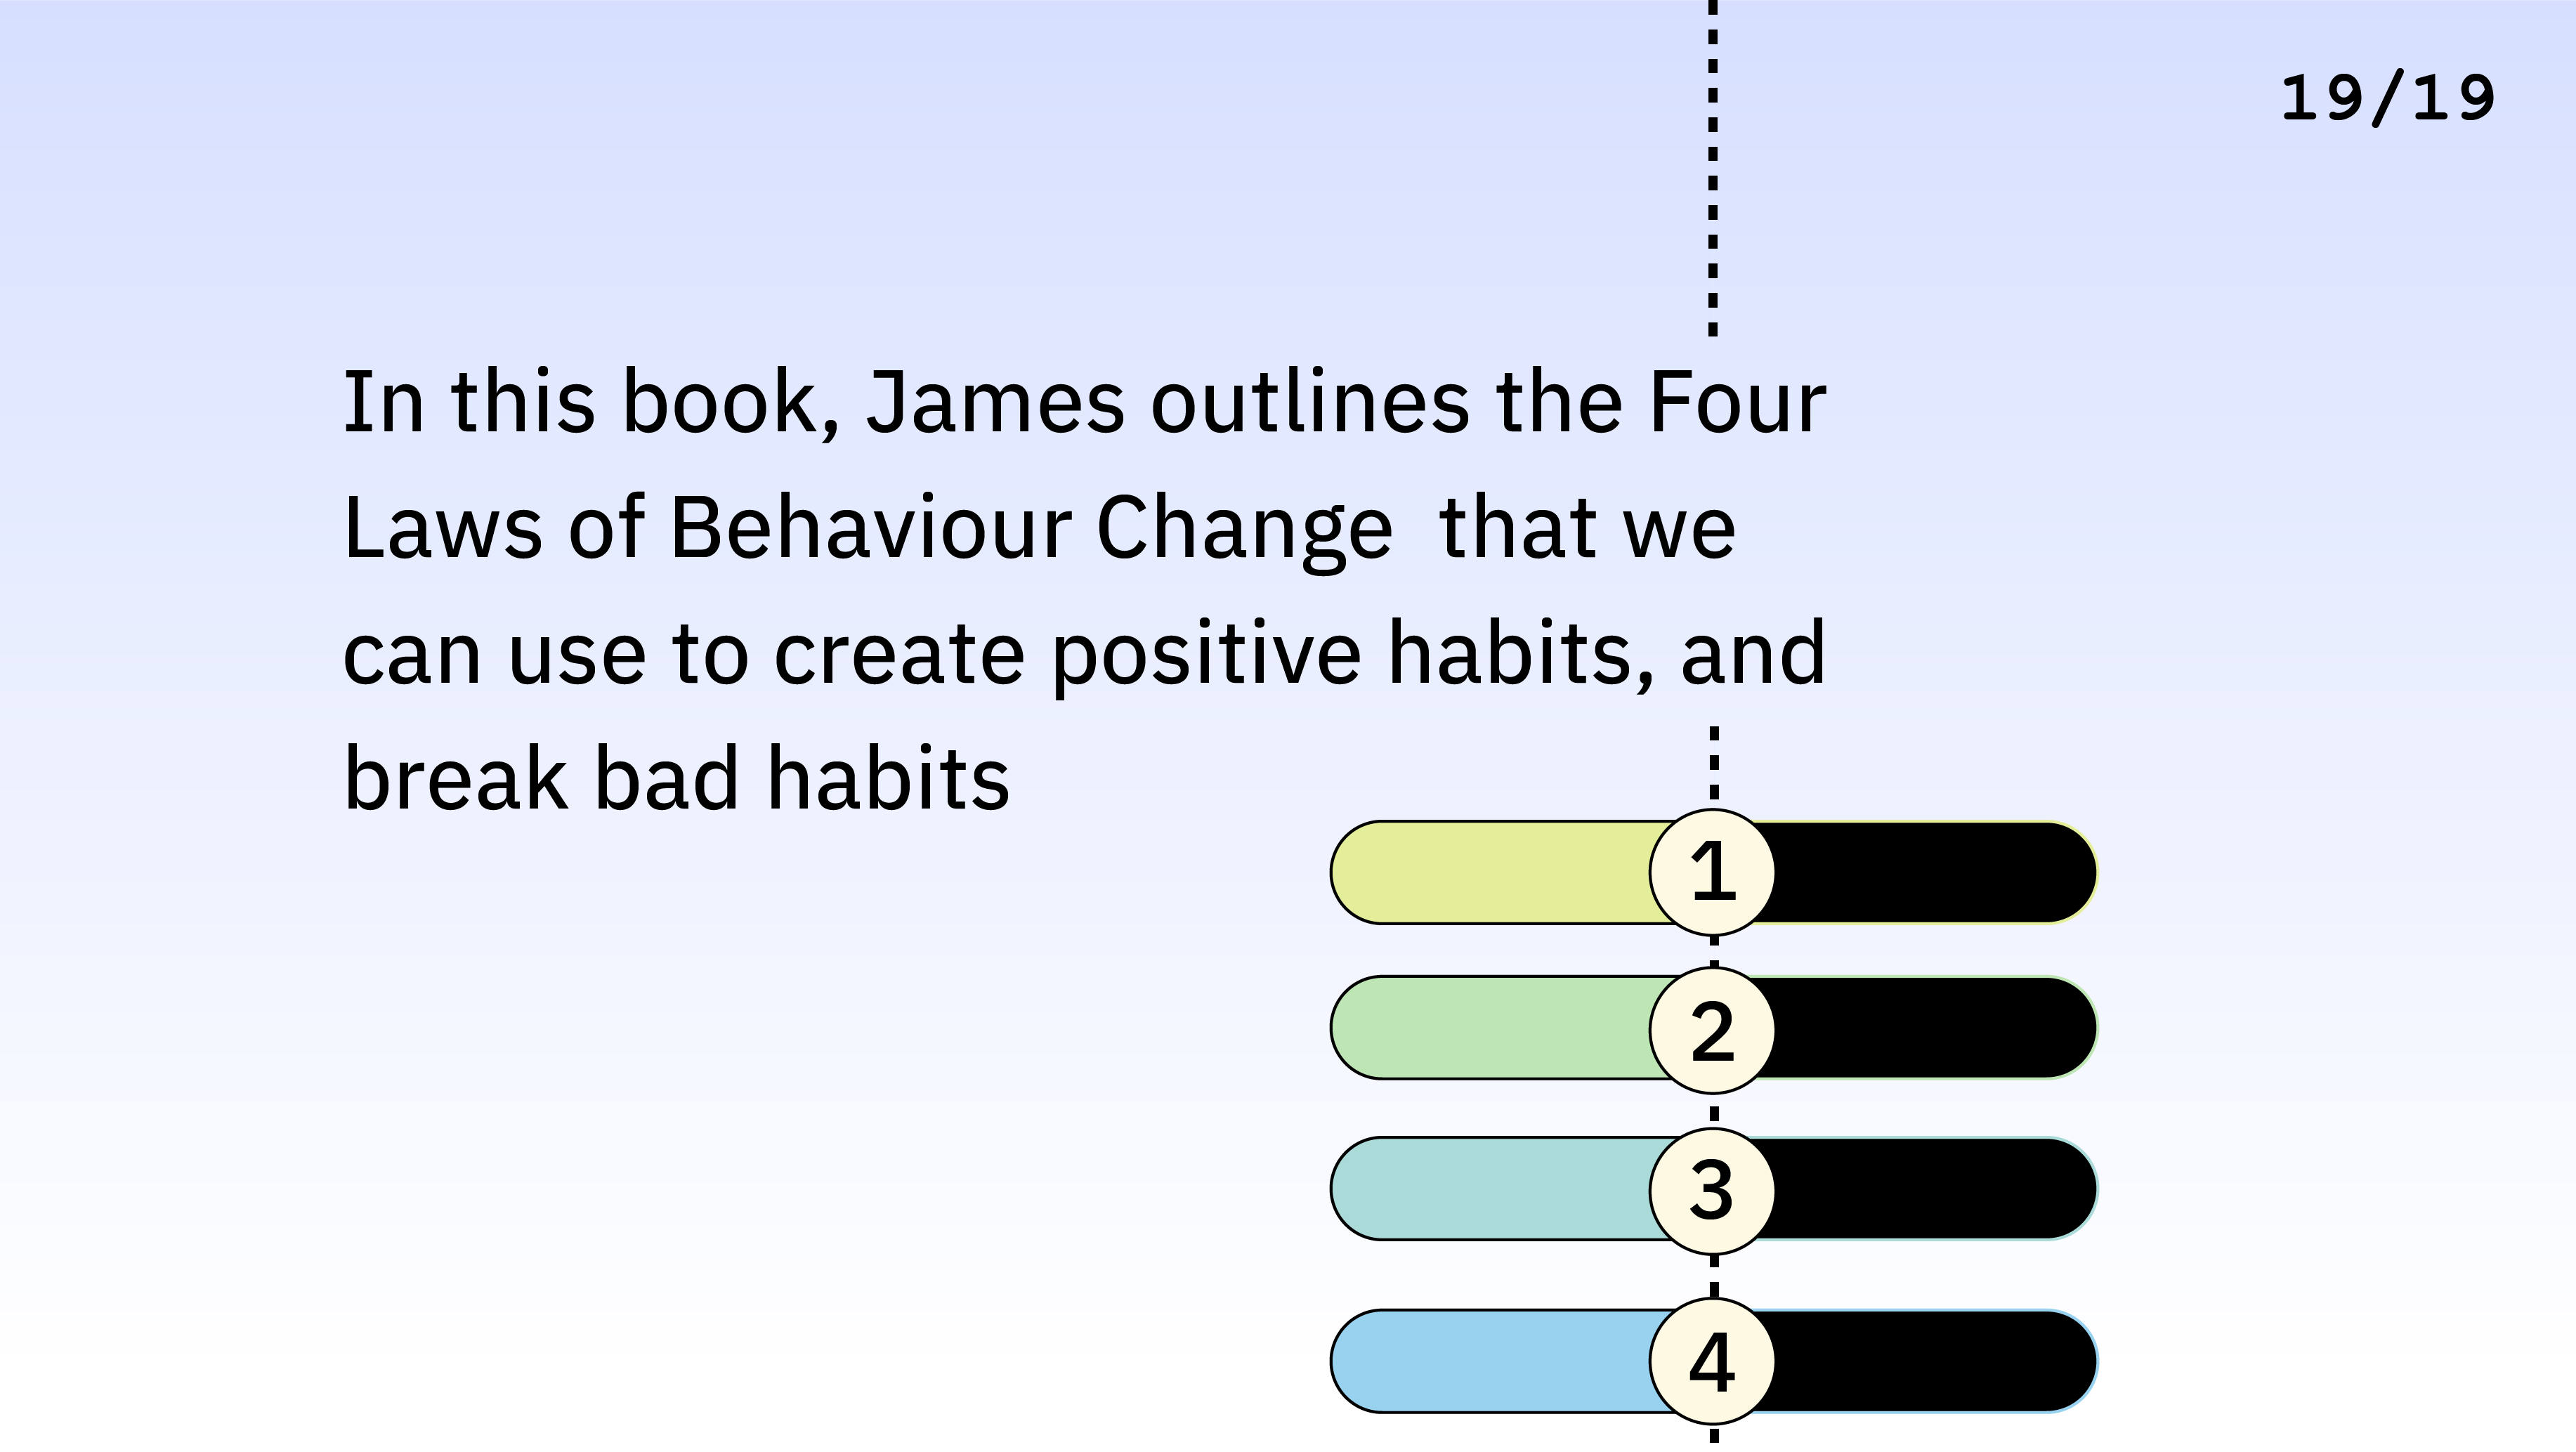 19/19
In this book, James outlines the Four
Laws of Behaviour Change  that we
can use to create positive habits, and
break bad habits
1
2
3
4